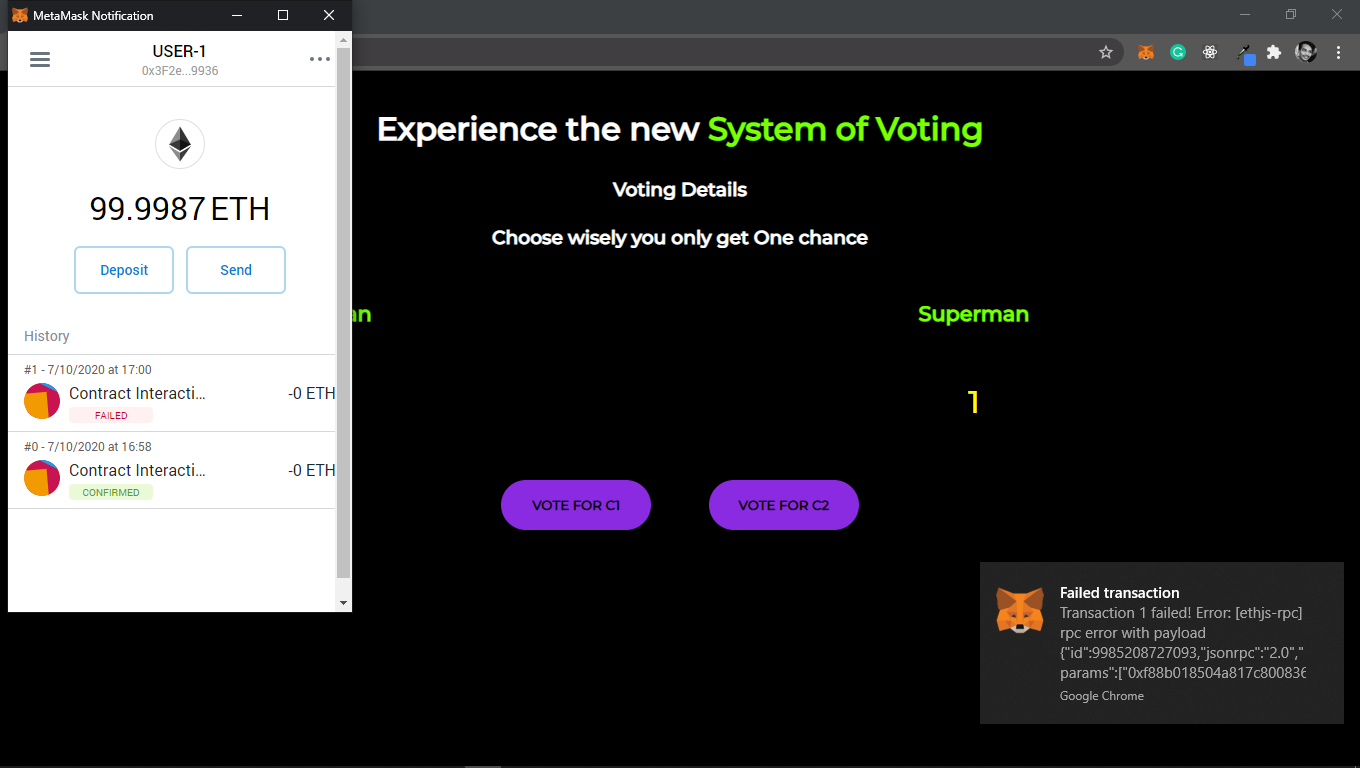 MetaMask Notification
USER-1
0x3F2e...9936
99.9987 ETH
Deposit
Send
History
#1 - 7/10/2020 at 17:00
Contract Interacti...
-0 ETH
FAILED
#0 - 7/10/2020 at 16:58
Contract Interacti...
-0 ETH
CONFIRMED
Experience the new System of Voting
Voting Details
Choose wisely you only get One chance
an
Superman
1
VOTE FOR C1
VOTE FOR C2
Failed transaction
Transaction 1 failed! Error: [ethjs-rpc]
rpc error with payload
{"id":9985208727093,"jsonrpc":"2.0","
params":["0xf88b018504a817c800836
Google Chrome